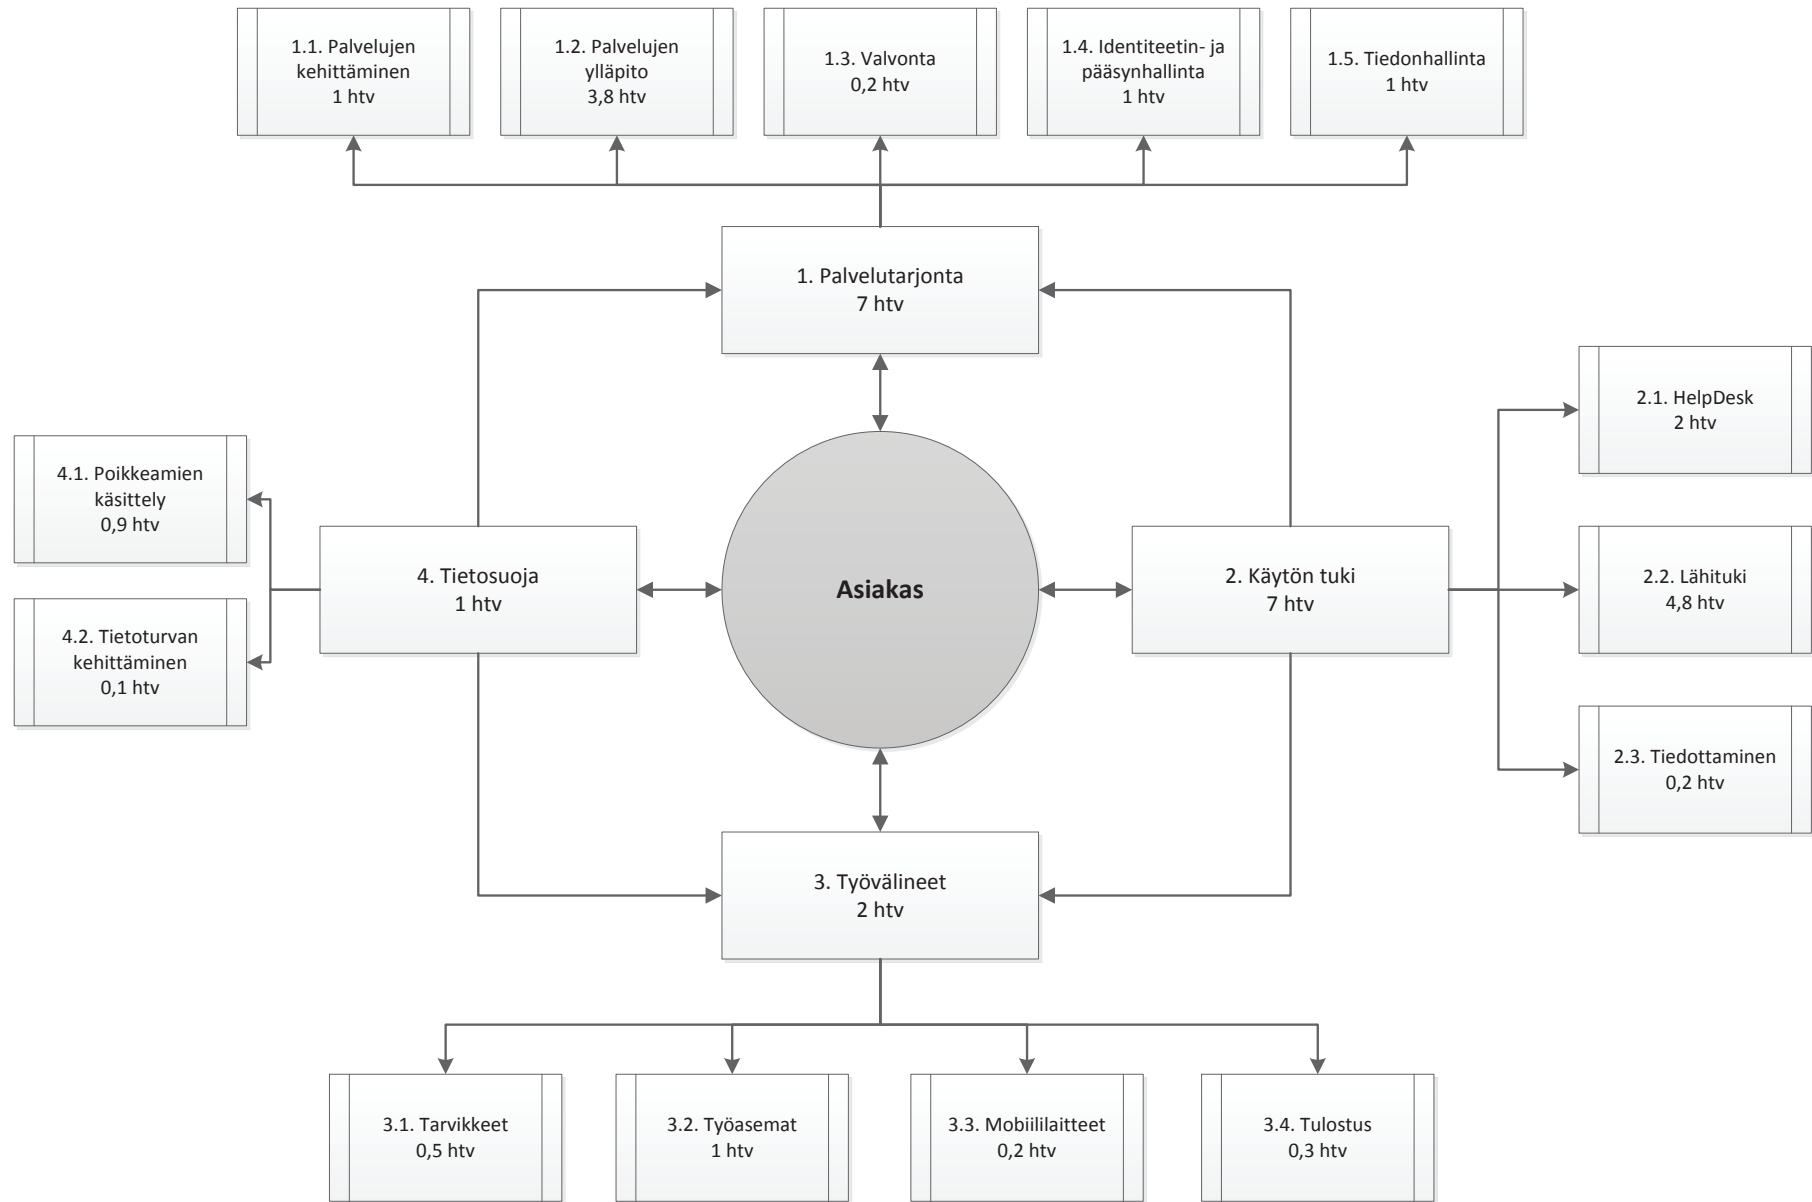 1.1. Palvelujen
kehittäminen
1 htv
1.2. Palvelujen
ylläpito
3,8 htv
1.3. Valvonta
0,2 htv
1.4. Identiteetin- ja
pääsynhallinta
1 htv
1.5. Tiedonhallinta
1 htv
1. Palvelutarjonta
7 htv
2.1. HelpDesk
2 htv
4.1. Poikkeamien
käsittely
0,9 htv
4. Tietosuoja
1 htv
Asiakas
2. Käytön tuki
7 htv
2.2. Lähituki
4,8 htv
4.2. Tietoturvan
kehittäminen
0,1 htv
2.3. Tiedottaminen
0,2 htv
3. Työvälineet
2 htv
3.1. Tarvikkeet
0,5 htv
3.2. Työasemat
1 htv
3.3. Mobiililaitteet
0,2 htv
3.4. Tulostus
0,3 htv